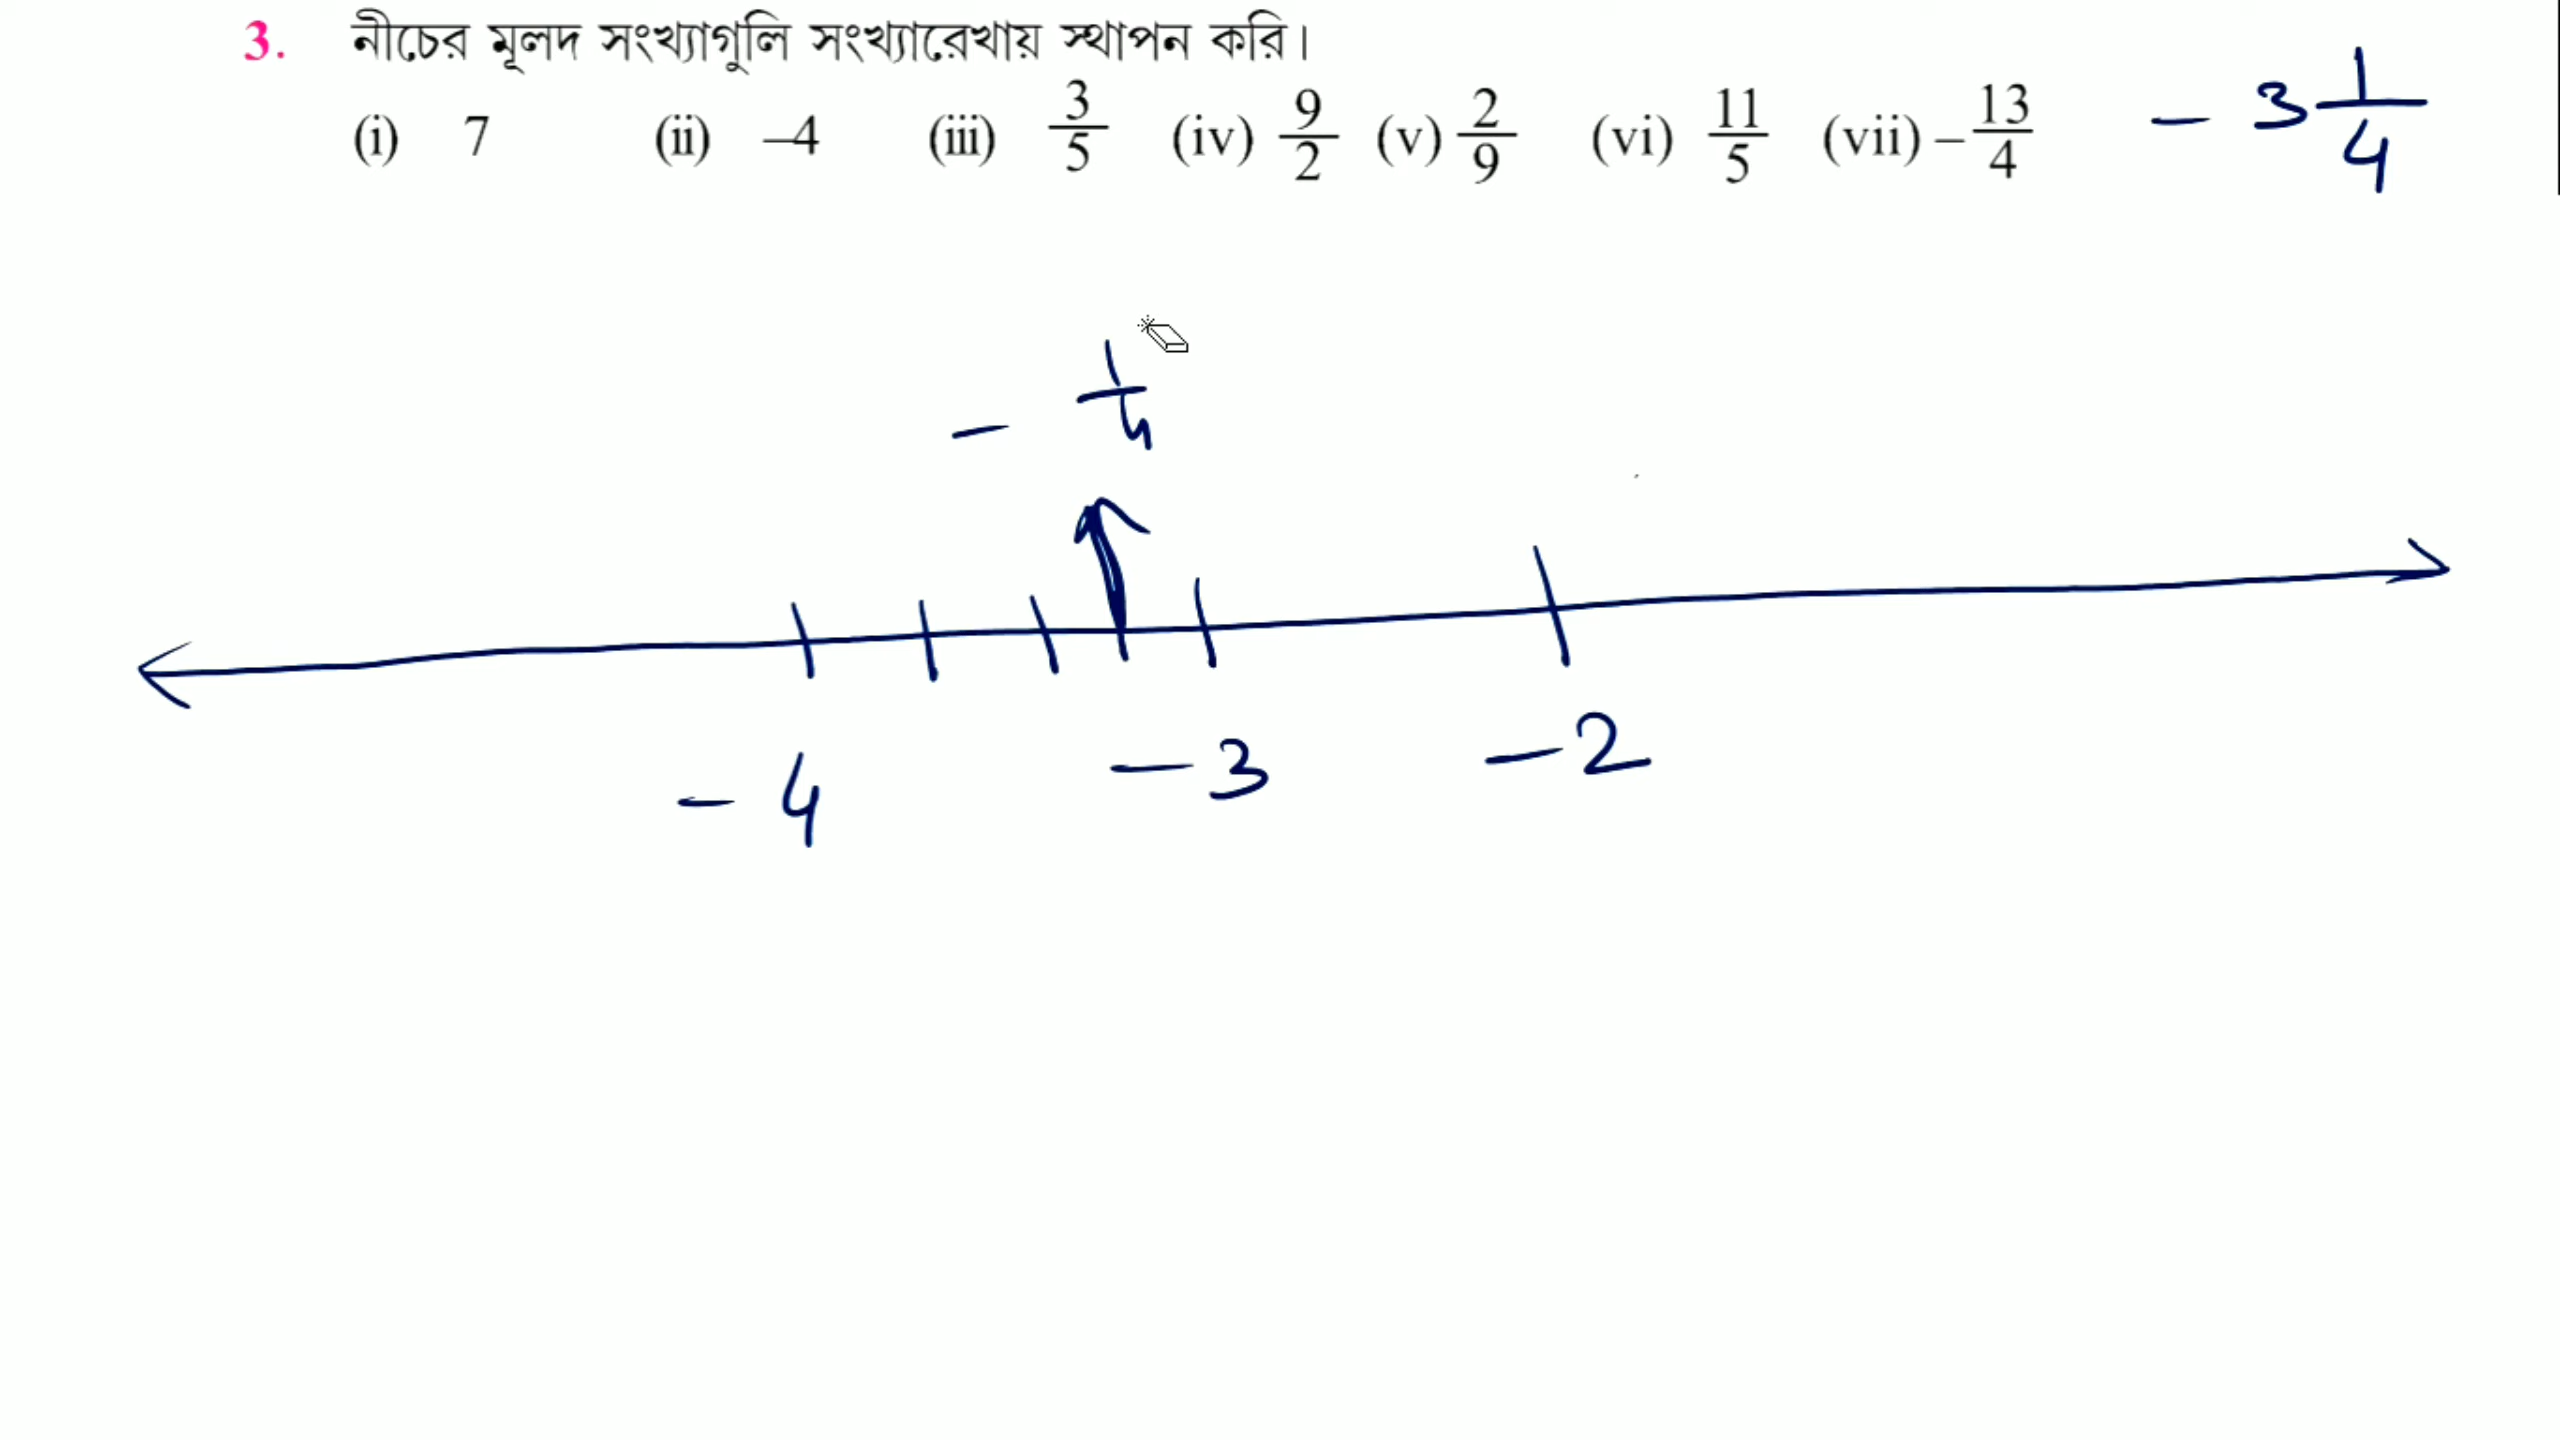 3. নীচের মূলদ সংখ্যাগুলি সংখ্যারেখায় স্থাপন করি।
(i) 7 (ii) –4 (iii) 3/5 (iv) 9/2 (v) 2/9 (vi) 11/5 (vii) –13/4 – 3 1/4
– 1/4
– 4 – 3 – 2